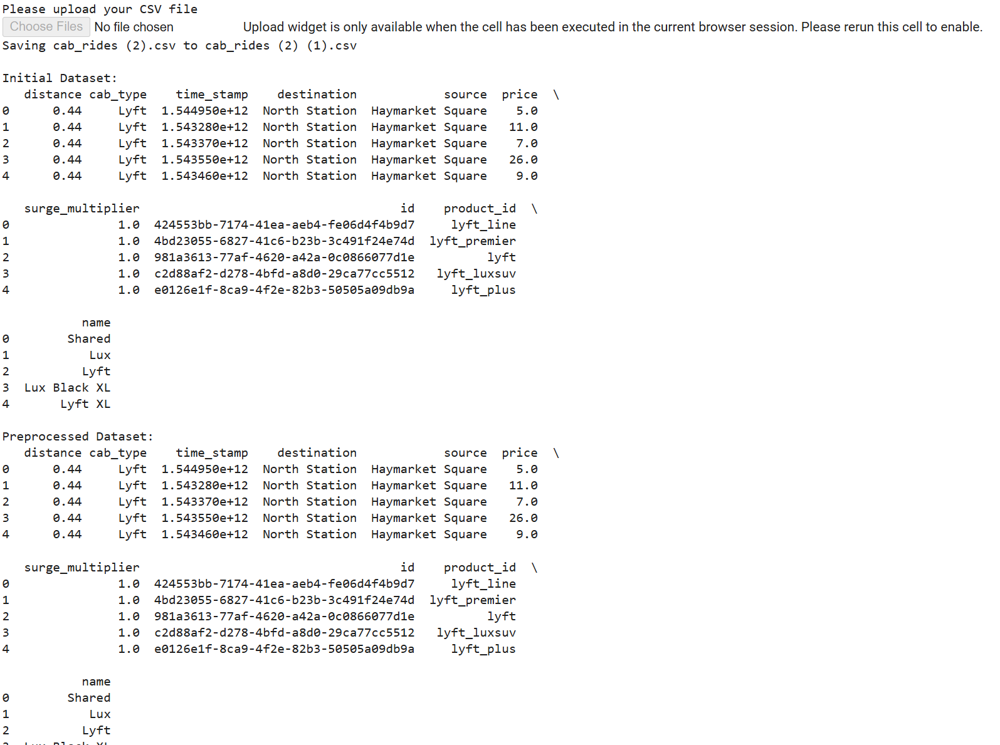 Please upload your CSV file
Choose Files No file chosen Upload widget is only available when the cell has been executed in the current browser session. Please rerun this cell to enable.
Saving cab_rides (2).csv to cab_rides (2) (1).csv
Initial Dataset:
distance cab_type time_stamp destination source price \
0 0.44 Lyft 1.544950e+12 North Station Haymarket Square 5.0
1 0.44 Lyft 1.543280e+12 North Station Haymarket Square 11.0
2 0.44 Lyft 1.543370e+12 North Station Haymarket Square 7.0
3 0.44 Lyft 1.543550e+12 North Station Haymarket Square 26.0
4 0.44 Lyft 1.543460e+12 North Station Haymarket Square 9.0
surge_multiplier id product_id \
0 1.0 424553bb-7174-41ea-aeb4-fe06d4f4b9d7 lyft_line
1 1.0 4bd23055-6827-41c6-b23b-3c491f24e74d lyft_premier
2 1.0 981a3613-77af-4620-a42a-0c0866077d1e lyft
3 1.0 c2d88af2-d278-4bfd-a8d0-29ca77cc5512 lyft_luxsuv
4 1.0 e0126e1f-8ca9-4f2e-82b3-50505a09db9a lyft_plus
name
0 Shared
1 Lux
2 Lyft
3 Lux Black XL
4 Lyft XL
Preprocessed Dataset:
distance cab_type time_stamp destination source price \
0 0.44 Lyft 1.544950e+12 North Station Haymarket Square 5.0
1 0.44 Lyft 1.543280e+12 North Station Haymarket Square 11.0
2 0.44 Lyft 1.543370e+12 North Station Haymarket Square 7.0
3 0.44 Lyft 1.543550e+12 North Station Haymarket Square 26.0
4 0.44 Lyft 1.543460e+12 North Station Haymarket Square 9.0
surge_multiplier id product_id \
0 1.0 424553bb-7174-41ea-aeb4-fe06d4f4b9d7 lyft_line
1 1.0 4bd23055-6827-41c6-b23b-3c491f24e74d lyft_premier
2 1.0 981a3613-77af-4620-a42a-0c0866077d1e lyft
3 1.0 c2d88af2-d278-4bfd-a8d0-29ca77cc5512 lyft_luxsuv
4 1.0 e0126e1f-8ca9-4f2e-82b3-50505a09db9a lyft_plus
name
0 Shared
1 Lux
2 Lyft